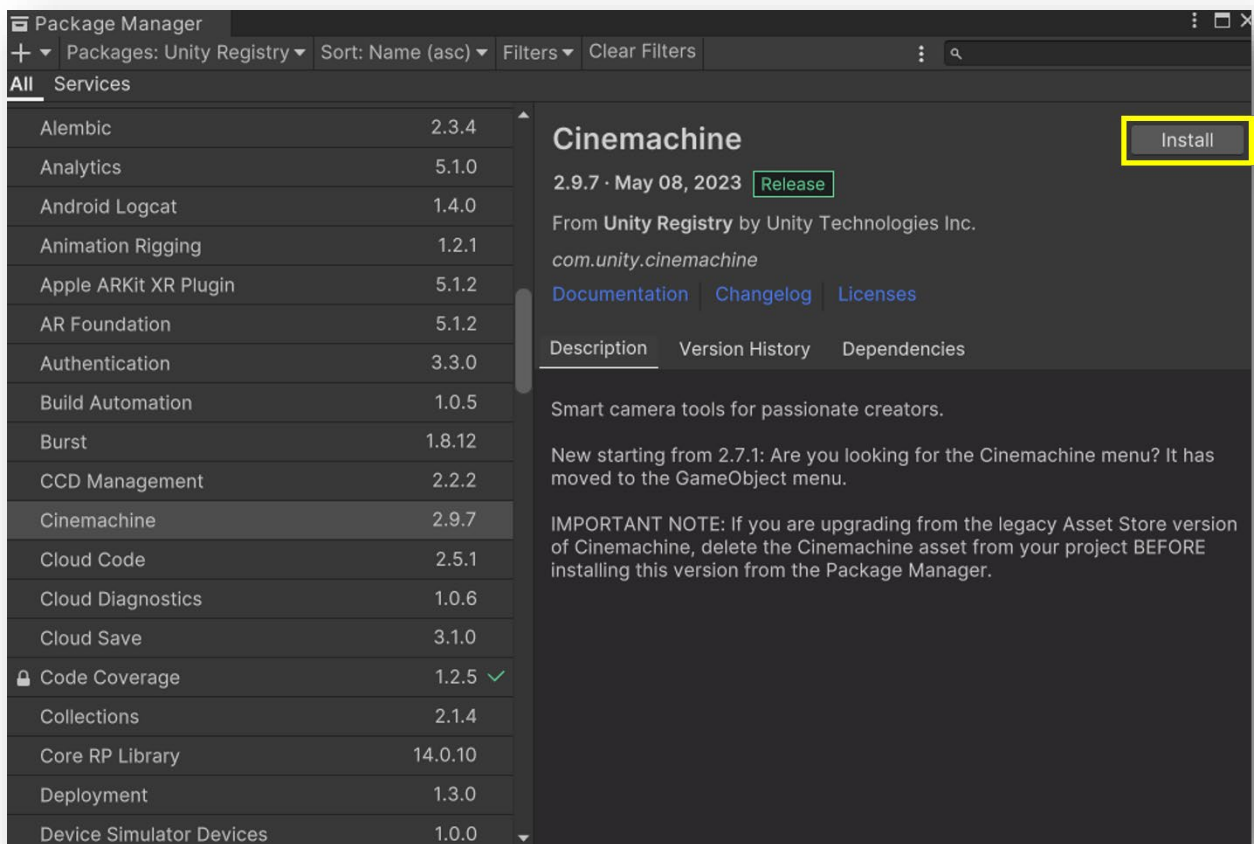 Package Manager
Packages: Unity Registry Sort: Name (asc) Filters Clear Filters
All Services
Alembic 2.3.4
Analytics 5.1.0
Android Logcat 1.4.0
Animation Rigging 1.2.1
Apple ARKit XR Plugin 5.1.2
AR Foundation 5.1.2
Authentication 3.3.0
Build Automation 1.0.5
Burst 1.8.12
CCD Management 2.2.2
Cinemachine 2.9.7
Cloud Code 2.5.1
Cloud Diagnostics 1.0.6
Cloud Save 3.1.0
Code Coverage 1.2.5
Collections 2.1.4
Core RP Library 14.0.10
Deployment 1.3.0
Device Simulator Devices 1.0.0
Cinemachine
Install
2.9.7 · May 08, 2023 Release
From Unity Registry by Unity Technologies Inc.
com.unity.cinemachine
Documentation Changelog Licenses
Description Version History Dependencies
Smart camera tools for passionate creators.
New starting from 2.7.1: Are you looking for the Cinemachine menu? It has
moved to the GameObject menu.
IMPORTANT NOTE: If you are upgrading from the legacy Asset Store version
of Cinemachine, delete the Cinemachine asset from your project BEFORE
installing this version from the Package Manager.